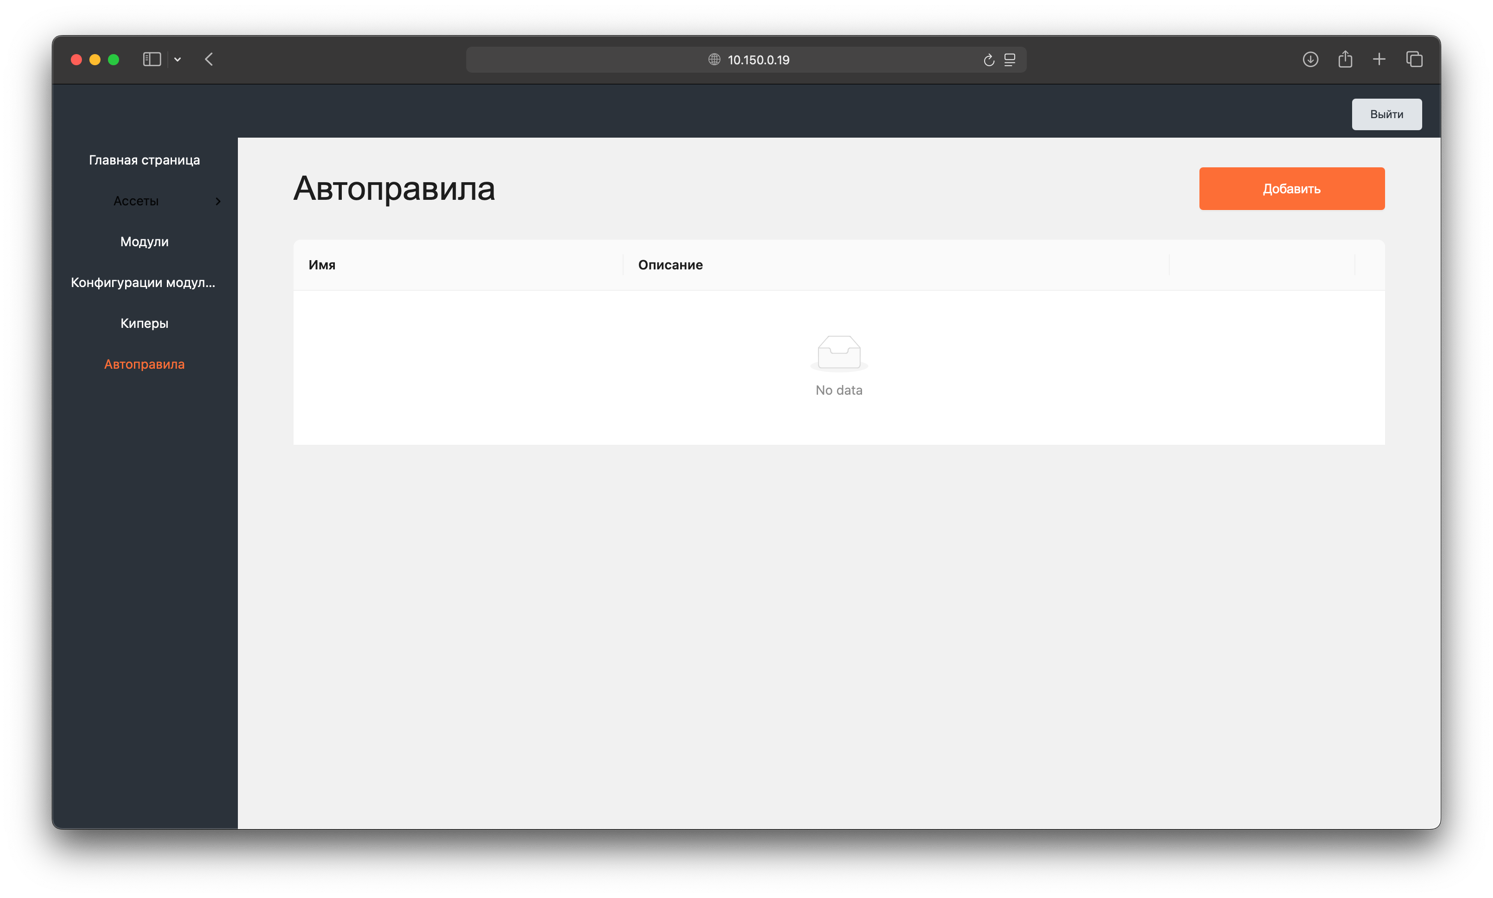 10.150.0.19
Выйти
Главная страница
Ассеты
Модули
Конфигурации модул...
Киперы
Автоправила
Автоправила
Добавить
Имя
Описание
No data